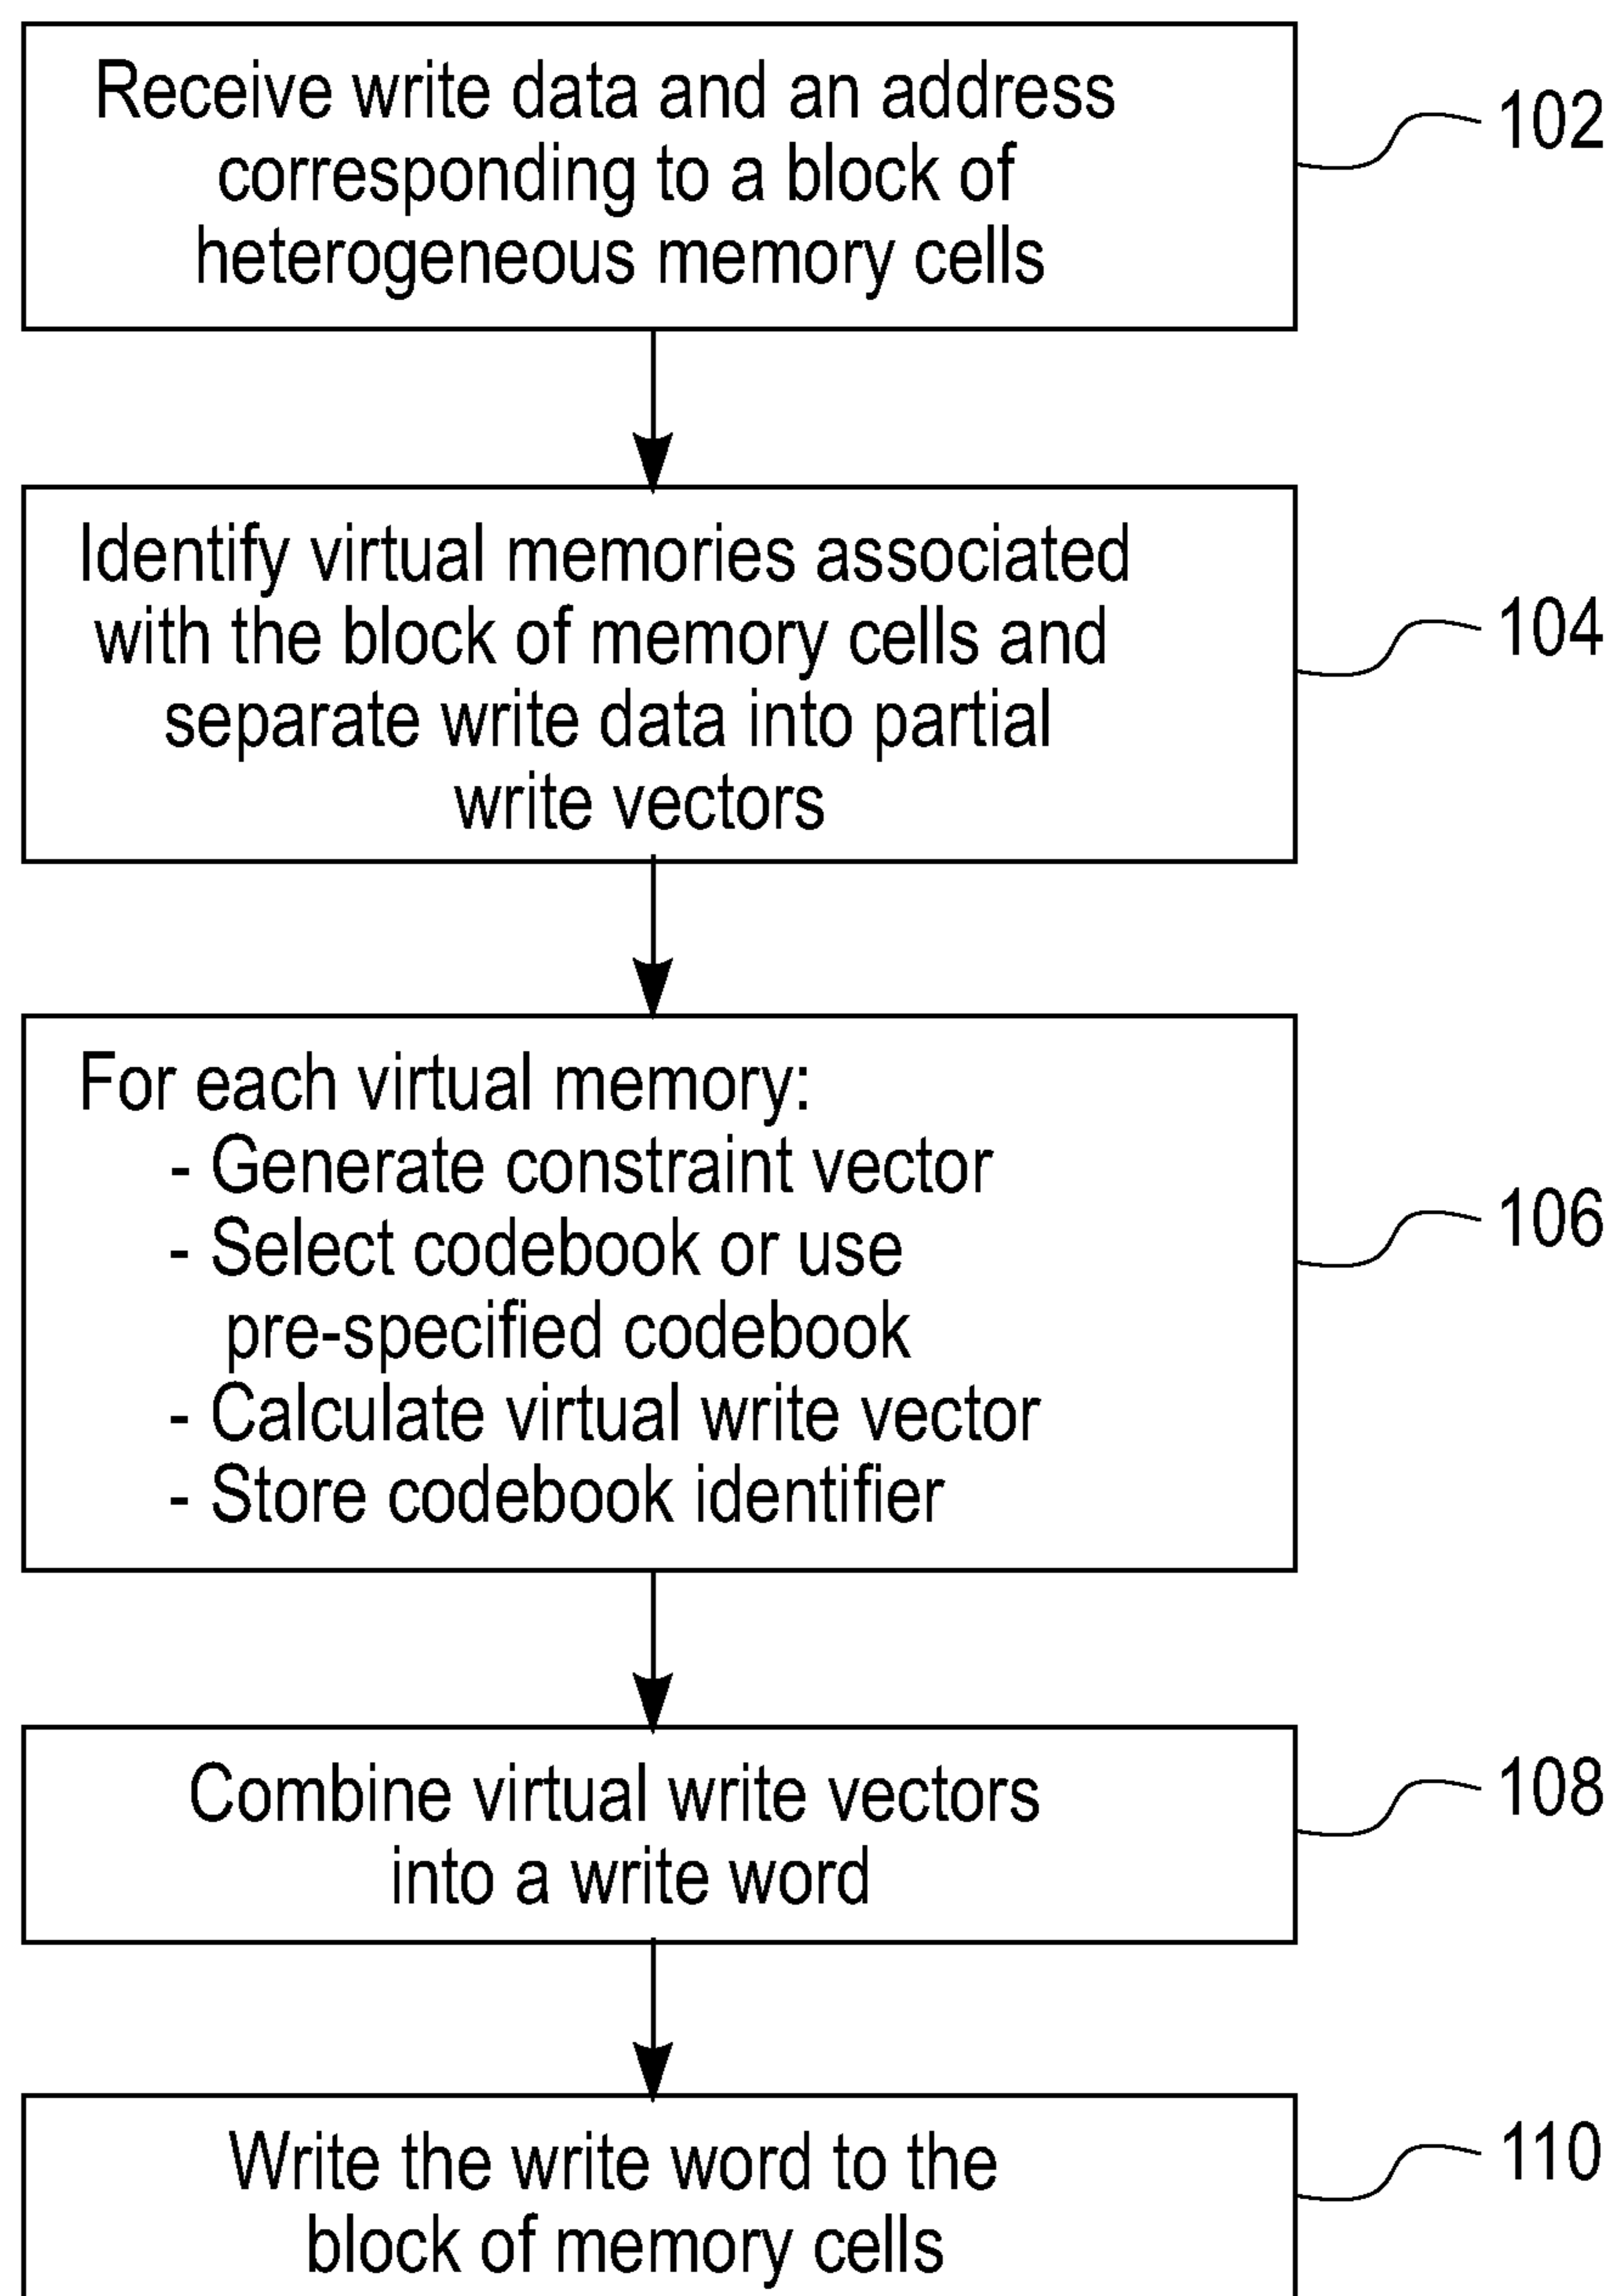 Receive write data and an address
corresponding to a block of
heterogeneous memory cells
102
Identify virtual memories associated
with the block of memory cells and
separate write data into partial
write vectors
104
For each virtual memory:
- Generate constraint vector
- Select codebook or use
pre-specified codebook
- Calculate virtual write vector
- Store codebook identifier
106
Combine virtual write vectors
into a write word
108
Write the write word to the
block of memory cells
110